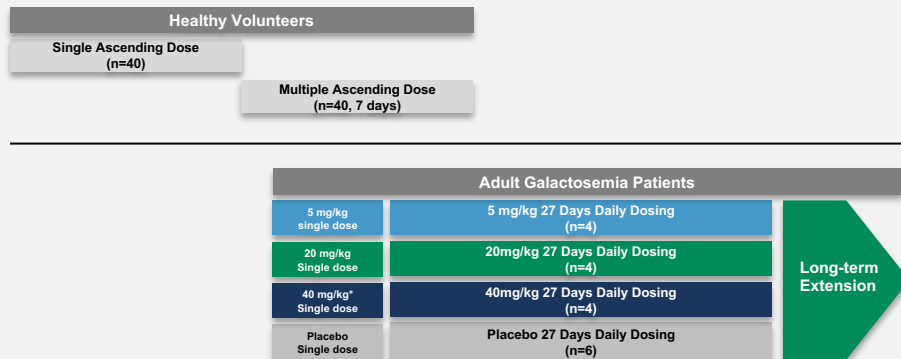 Healthy Volunteers
Single Ascending Dose
(n=40)
Multiple Ascending Dose
(n=40, 7 days)
Adult Galactosemia Patients
5 mg/kg
single dose
5 mg/kg 27 Days Daily Dosing
(n=4)
20 mg/kg
Single dose
20mg/kg 27 Days Daily Dosing
(n=4)
40 mg/kg*
Single dose
40mg/kg 27 Days Daily Dosing
(n=4)
Placebo
Single dose
Placebo 27 Days Daily Dosing
(n=6)
Long-term
Extension